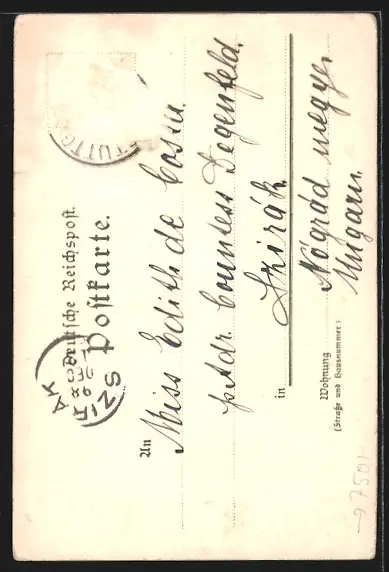 Deutsche Reichspost.
Postkarte.
STUTTG
An Miss Edith de
p. Adr. Countess Degenfeld.
in Szirák
Wohnung
(Straße und Hausnummer)
Nógrád megye.
Ungarn.